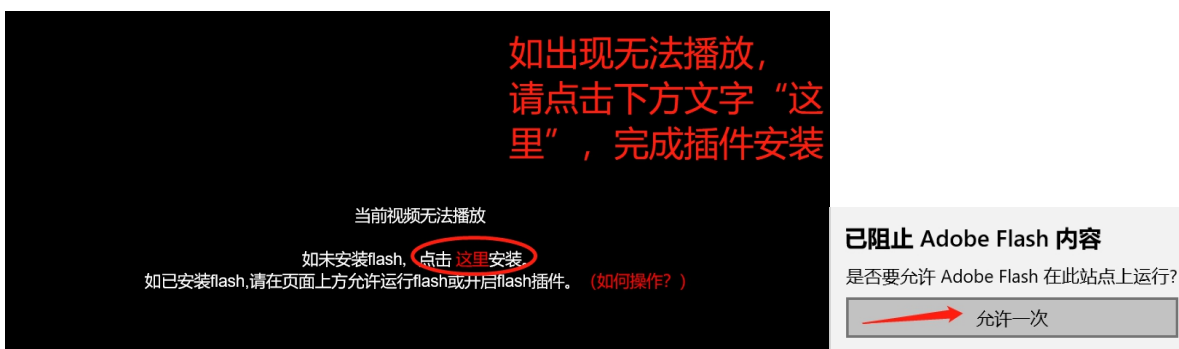 如出现无法播放，
请点击下方文字“这
里”，完成插件安装
当前视频无法播放
如未安装flash, 点击 这里安装。
如已安装flash,请在页面上方允许运行flash或开启flash插件。（如何操作？）
已阻止 Adobe Flash 内容
是否要允许 Adobe Flash 在此站点上运行?
允许一次